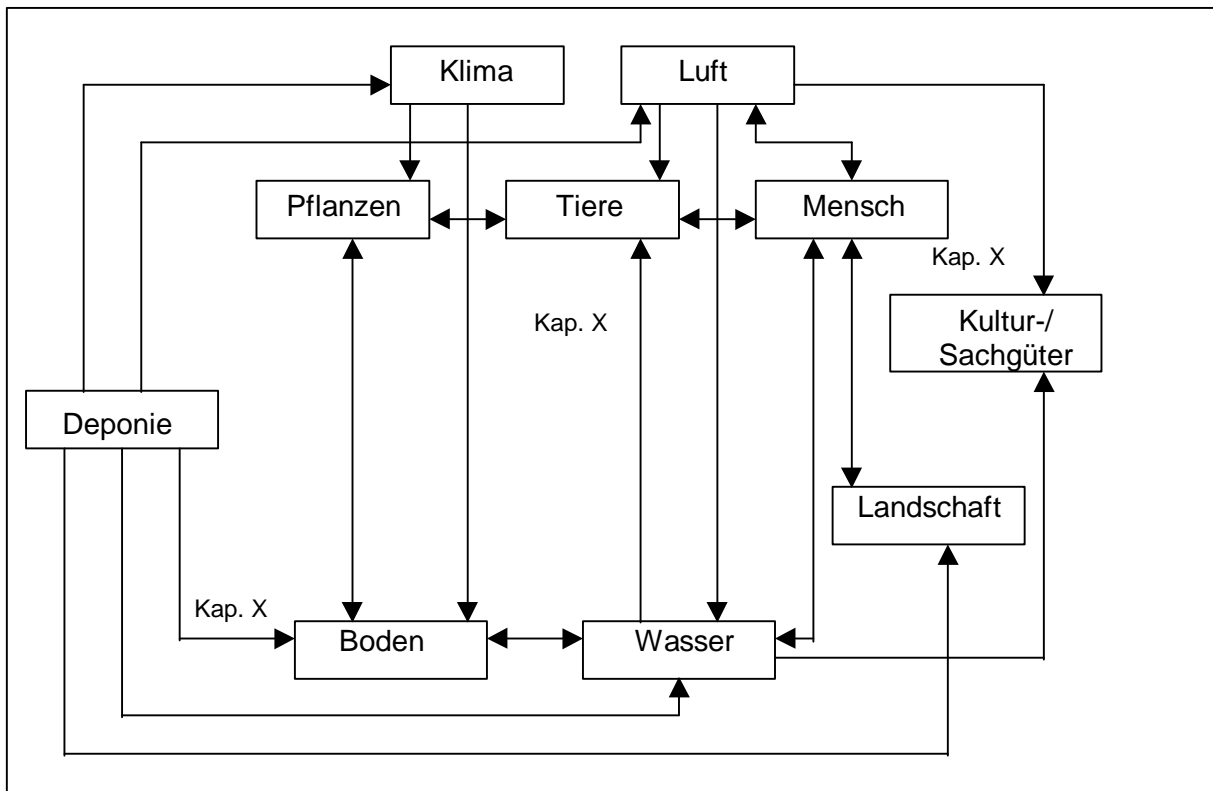 Klima
Luft
Pflanzen
Tiere
Mensch
Kap. X
Kultur-/
Sachgüter
Kap. X
Deponie
Landschaft
Kap. X
Boden
Wasser